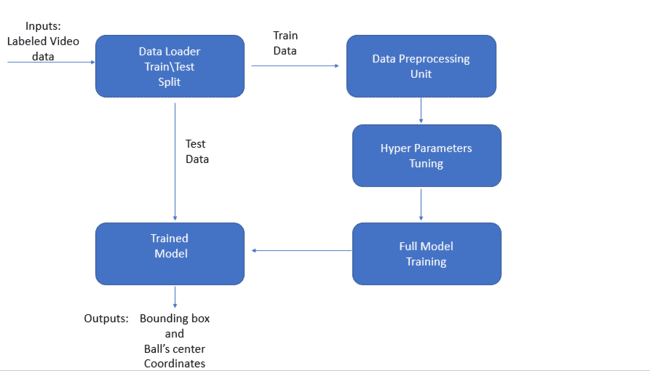 Inputs:
Labeled Video
data
Data Loader
Train\Test
Split
Train
Data
Data Preprocessing
Unit
Hyper Parameters
Tuning
Test
Data
Trained
Model
Full Model
Training
Outputs: Bounding box
and
Ball's center
Coordinates